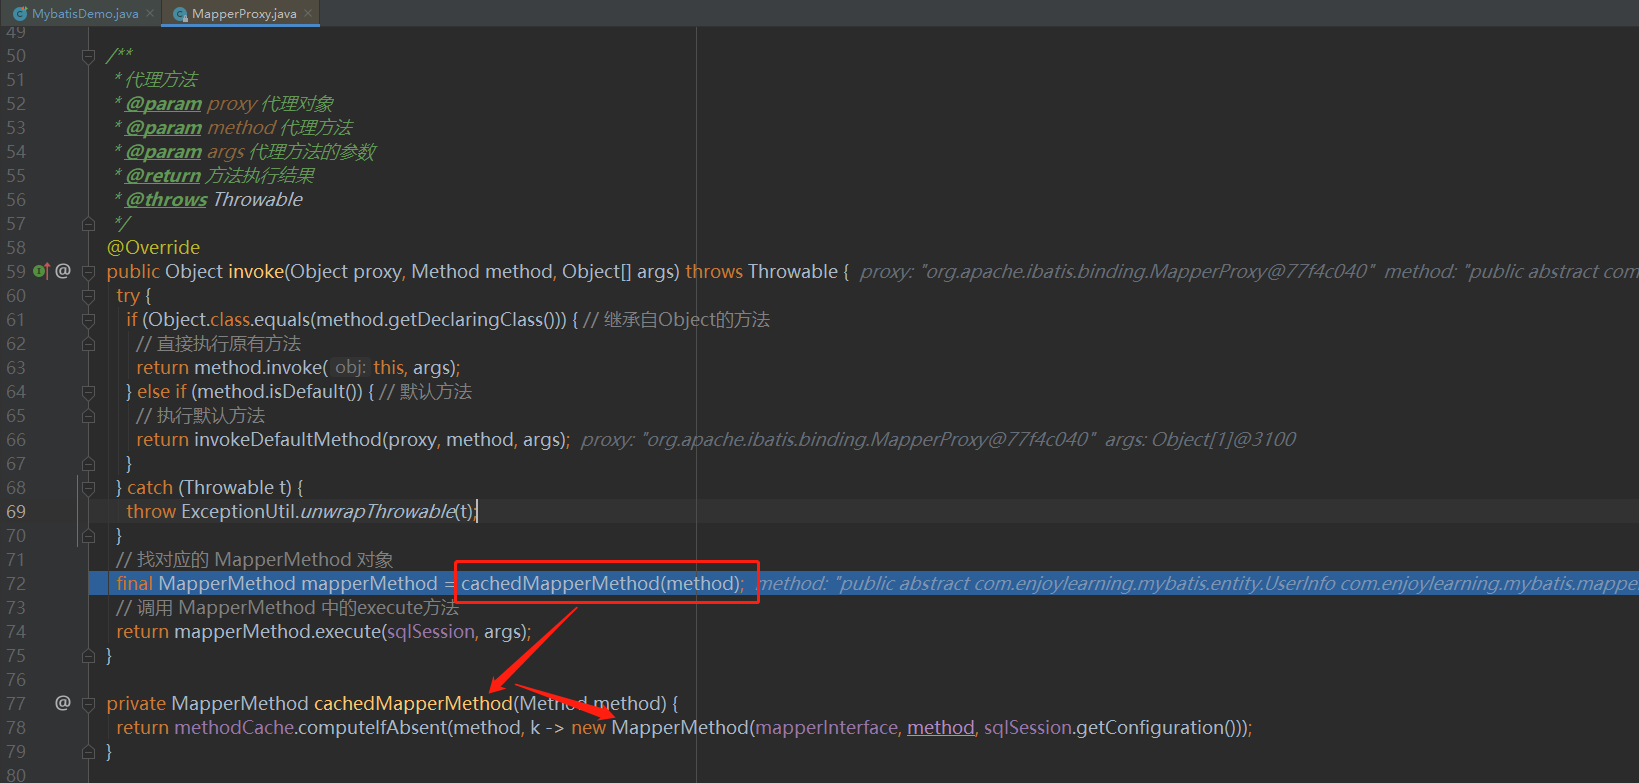 MybatisDemo.java MapperProxy.java
49
50 /**
51 * 代理方法
52 * @param proxy 代理对象
53 * @param method 代理方法
54 * @param args 代理方法的参数
55 * @return 方法执行结果
56 * @throws Throwable
57 */
58 @Override
59 @ public Object invoke(Object proxy, Method method, Object[] args) throws Throwable { proxy: "org.apache.ibatis.binding.MapperProxy@77f4c040" method: "public abstract com
60 try {
61 if (Object.class.equals(method.getDeclaringClass())) { // 继承自Object的方法
62 // 直接执行原有方法
63 return method.invoke( obj: this, args);
64 } else if (method.isDefault()) { // 默认方法
65 // 执行默认方法
66 return invokeDefaultMethod(proxy, method, args); proxy: "org.apache.ibatis.binding.MapperProxy@77f4c040" args: Object[1]@3100
67 }
68 } catch (Throwable t) {
69 throw ExceptionUtil.unwrapThrowable(t);
70 }
71 // 找对应的 MapperMethod 对象
72 final MapperMethod mapperMethod = cachedMapperMethod(method); method: "public abstract com.enjoylearning.mybatis.entity.UserInfo com.enjoylearning.mybatis.mappe
73 // 调用 MapperMethod 中的execute方法
74 return mapperMethod.execute(sqlSession, args);
75 }
76
77 @ private MapperMethod cachedMapperMethod(Method method) {
78 return methodCache.computeIfAbsent(method, k -> new MapperMethod(mapperInterface, method, sqlSession.getConfiguration()));
79 }
80